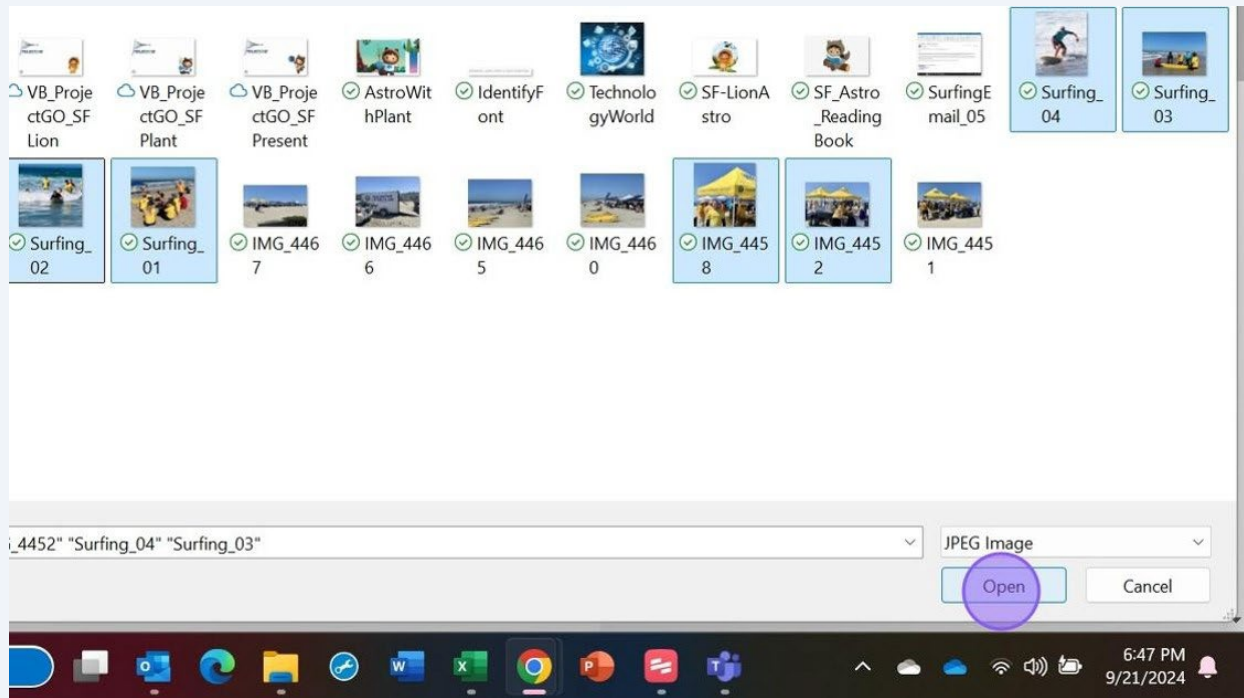 VB_Proje
ctGO_SF
Lion
VB_Proje
ctGO_SF
Plant
VB_Proje
ctGO_SF
Present
AstroWit
hPlant
IdentifyF
ont
Technolo
gyWorld
SF-LionA
stro
SF_Astro
_Reading
Book
SurfingE
mail_05
Surfing_
04
Surfing_
03
Surfing_
02
Surfing_
01
IMG_446
7
IMG_446
6
IMG_446
5
IMG_446
0
IMG_445
8
IMG_445
2
IMG_445
1
_4452" "Surfing_04" "Surfing_03"
JPEG Image
Open
Cancel
6:47 PM
9/21/2024